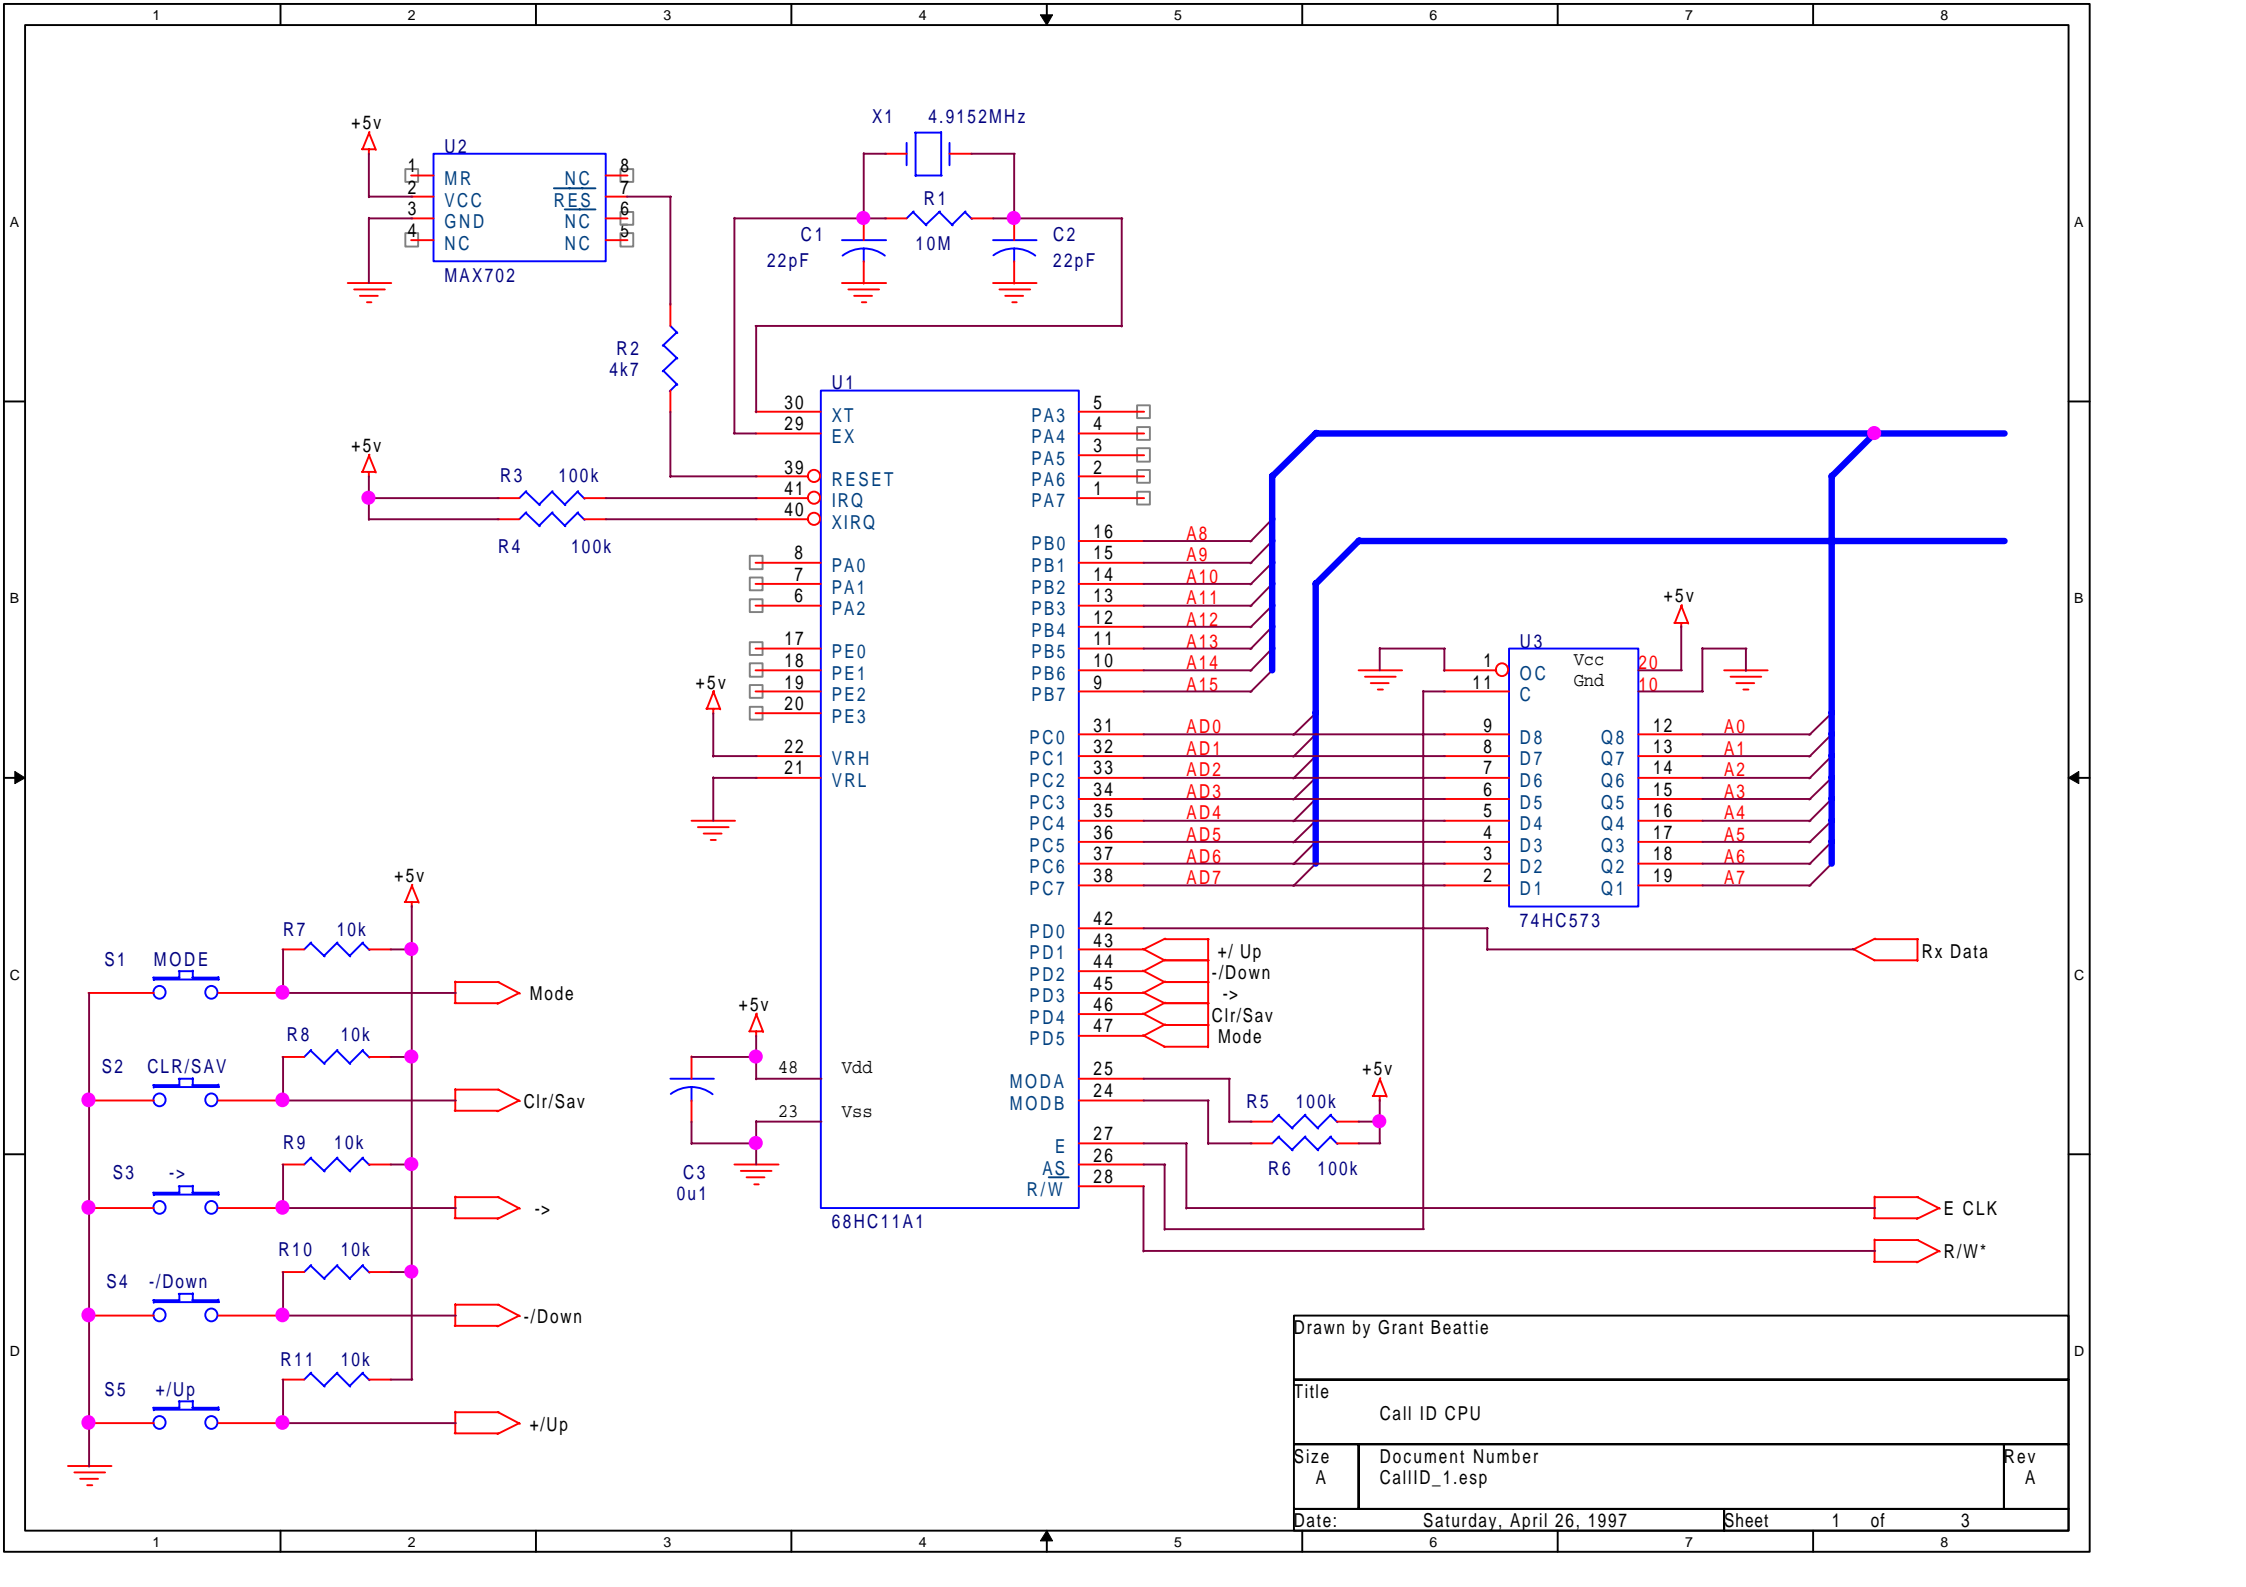 1 2 3 4 5 6 7 8
A
A
X1 4.9152MHz
+5v
U2
1 MR NC 8
2 VCC RES 7
3 GND NC 6
4 NC NC 5
MAX702
R1
10M
C1
22pF
C2
22pF
R2
4k7
U1
30 XT
29 EX
39 RESET
41 IRQ
40 XIRQ
8 PA0
7 PA1
6 PA2
17 PE0
18 PE1
19 PE2
20 PE3
22 VRH
21 VRL
48 Vdd
23 Vss
PA3 5
PA4 4
PA5 3
PA6 2
PA7 1
PB0 16 A8
PB1 15 A9
PB2 14 A10
PB3 13 A11
PB4 12 A12
PB5 11 A13
PB6 10 A14
PB7 9 A15
PC0 31 AD0
PC1 32 AD1
PC2 33 AD2
PC3 34 AD3
PC4 35 AD4
PC5 36 AD5
PC6 37 AD6
PC7 38 AD7
PD0 42
PD1 43 +/ Up
PD2 44 -/Down
PD3 45 ->
PD4 46 Clr/Sav
PD5 47 Mode
MODA 25
MODB 24
E 27
AS 26
R/W 28
68HC11A1
+5v
R3 100k
R4 100k
B
B
+5v
+5v
U3
1 OC Vcc 20
11 C Gnd 10
9 D8 Q8 12 A0
8 D7 Q7 13 A1
7 D6 Q6 14 A2
6 D5 Q5 15 A3
5 D4 Q4 16 A4
4 D3 Q3 17 A5
3 D2 Q2 18 A6
2 D1 Q1 19 A7
74HC573
Rx Data
+5v
R5 100k
R6 100k
E CLK
R/W*
+5v
C3
0u1
C
C
+5v
R7 10k
S1 MODE
Mode
R8 10k
S2 CLR/SAV
Clr/Sav
R9 10k
S3 ->
->
R10 10k
S4 -/Down
-/Down
R11 10k
S5 +/Up
+/Up
D
D
Drawn by Grant Beattie
Title
Call ID CPU
Size Document Number Rev
A CallID_1.esp A
Date: Saturday, April 26, 1997 Sheet 1 of 3
1 2 3 4 5 6 7 8